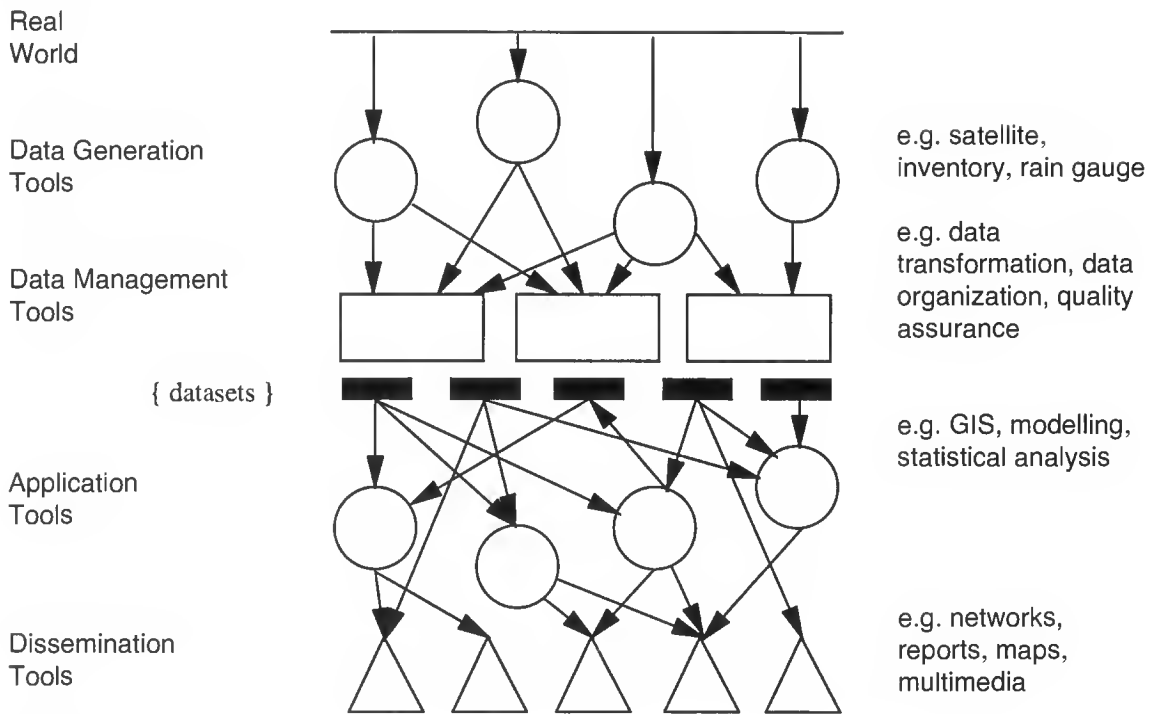 Real
World
Data Generation
Tools
e.g. satellite,
inventory, rain gauge
Data Management
Tools
e.g. data
transformation, data
organization, quality
assurance
{ datasets }
e.g. GIS, modelling,
statistical analysis
Application
Tools
Dissemination
Tools
e.g. networks,
reports, maps,
multimedia